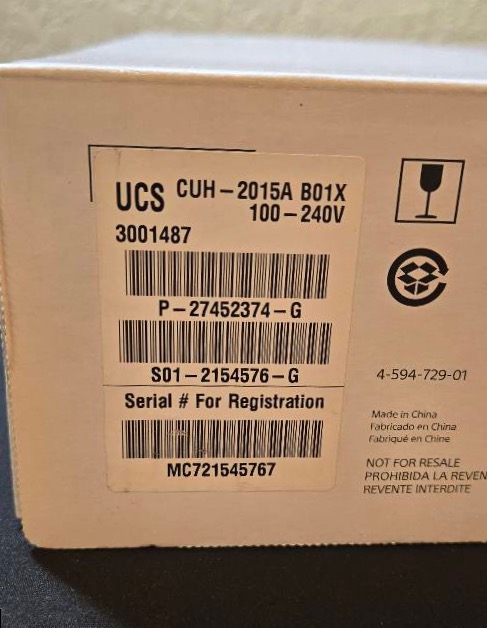 UCS CUH-2015A B01X
100-240V
3001487
P-27452374-G
S01-2154576-G
Serial # For Registration
MC721545767
4-594-729-01
Made in China
Fabricado en China
Fabriqué en Chine
NOT FOR RESALE
PROHIBIDA LA REVEN
REVENTE INTERDITE